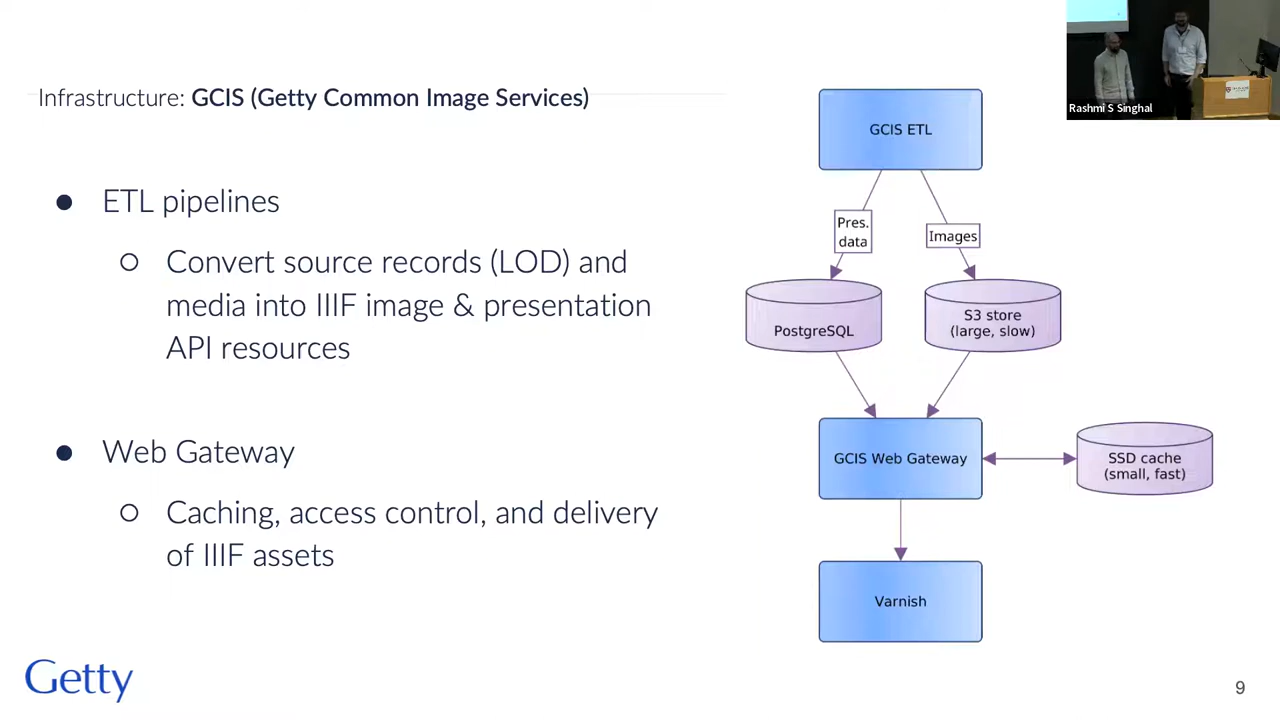 Infrastructure: GCIS (Getty Common Image Services)
● ETL pipelines
○ Convert source records (LOD) and
media into IIIF image & presentation
API resources
● Web Gateway
○ Caching, access control, and delivery
of IIIF assets
GCIS ETL
Pres.
data
Images
PostgreSQL
S3 store
(large, slow)
GCIS Web Gateway
SSD cache
(small, fast)
Varnish
Getty
9
Rashmi S Singhal